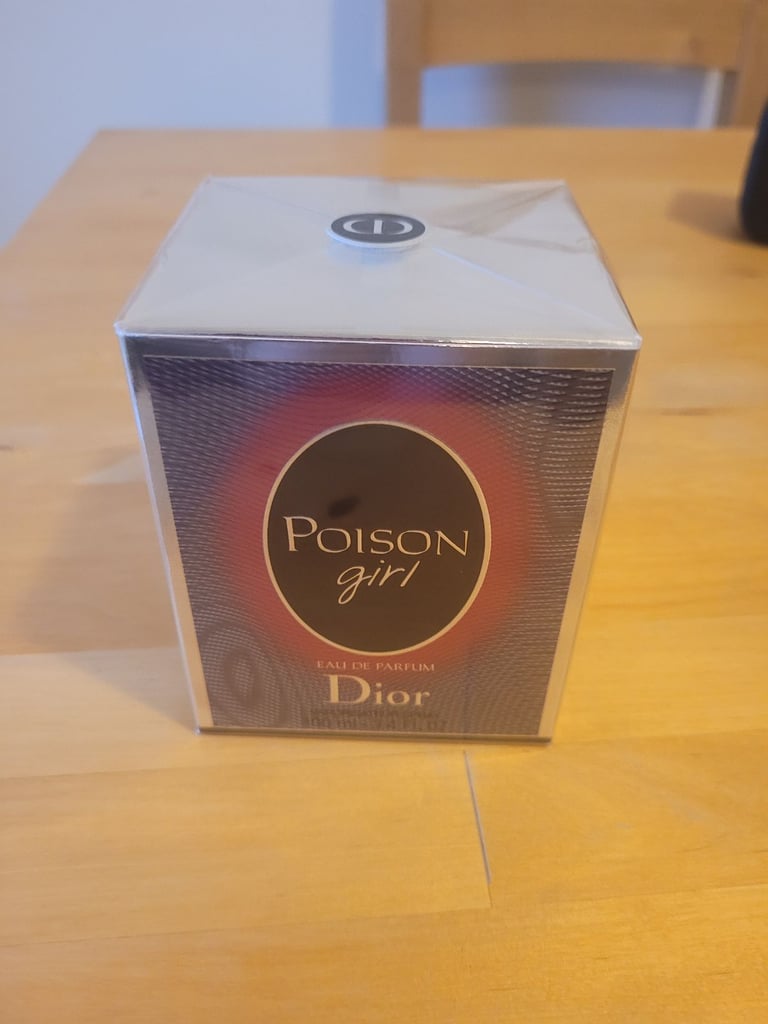 POISON
girl
EAU DE PARFUM
Dior